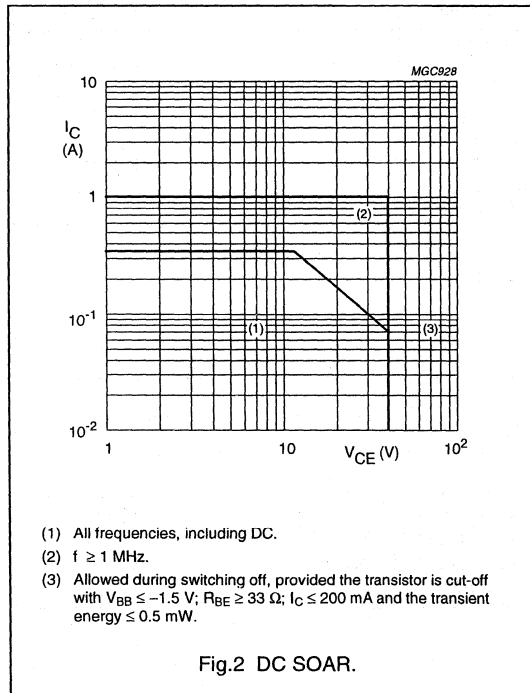 MGC928
10
I_C
(A)
1
(2)
10⁻¹
(1)
(3)
10⁻²
1
10
V_CE (V)
10²
(1) All frequencies, including DC.
(2) f ≥ 1 MHz.
(3) Allowed during switching off, provided the transistor is cut-off
with V_BB ≤ −1.5 V; R_BE ≥ 33 Ω; I_C ≤ 200 mA and the transient
energy ≤ 0.5 mW.
Fig.2 DC SOAR.